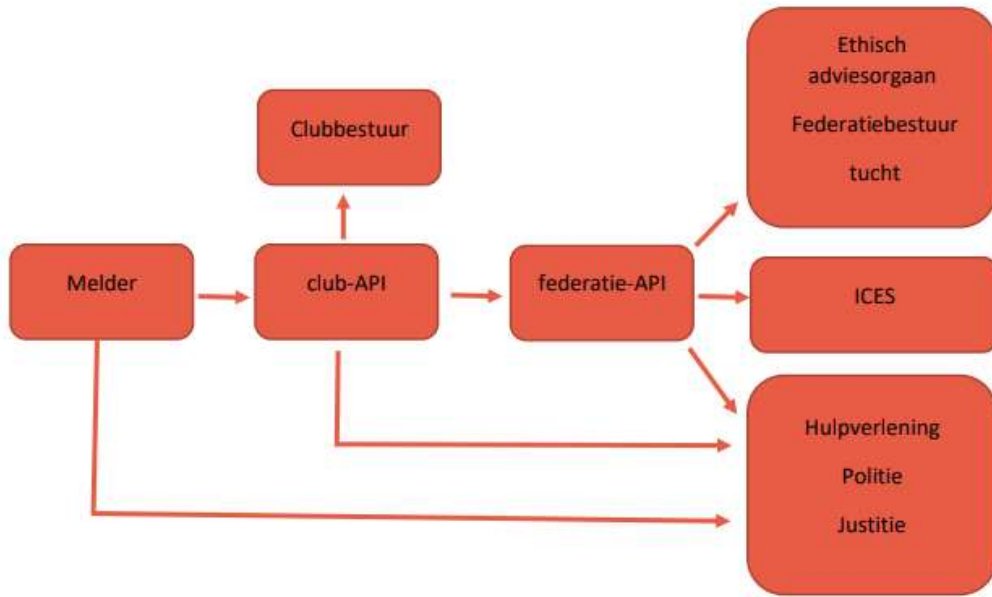 Ethisch
adviesorgaan
Federatiebestuur
tucht
Clubbestuur
Melder
club-API
federatie-API
ICES
Hulpverlening
Politie
Justitie